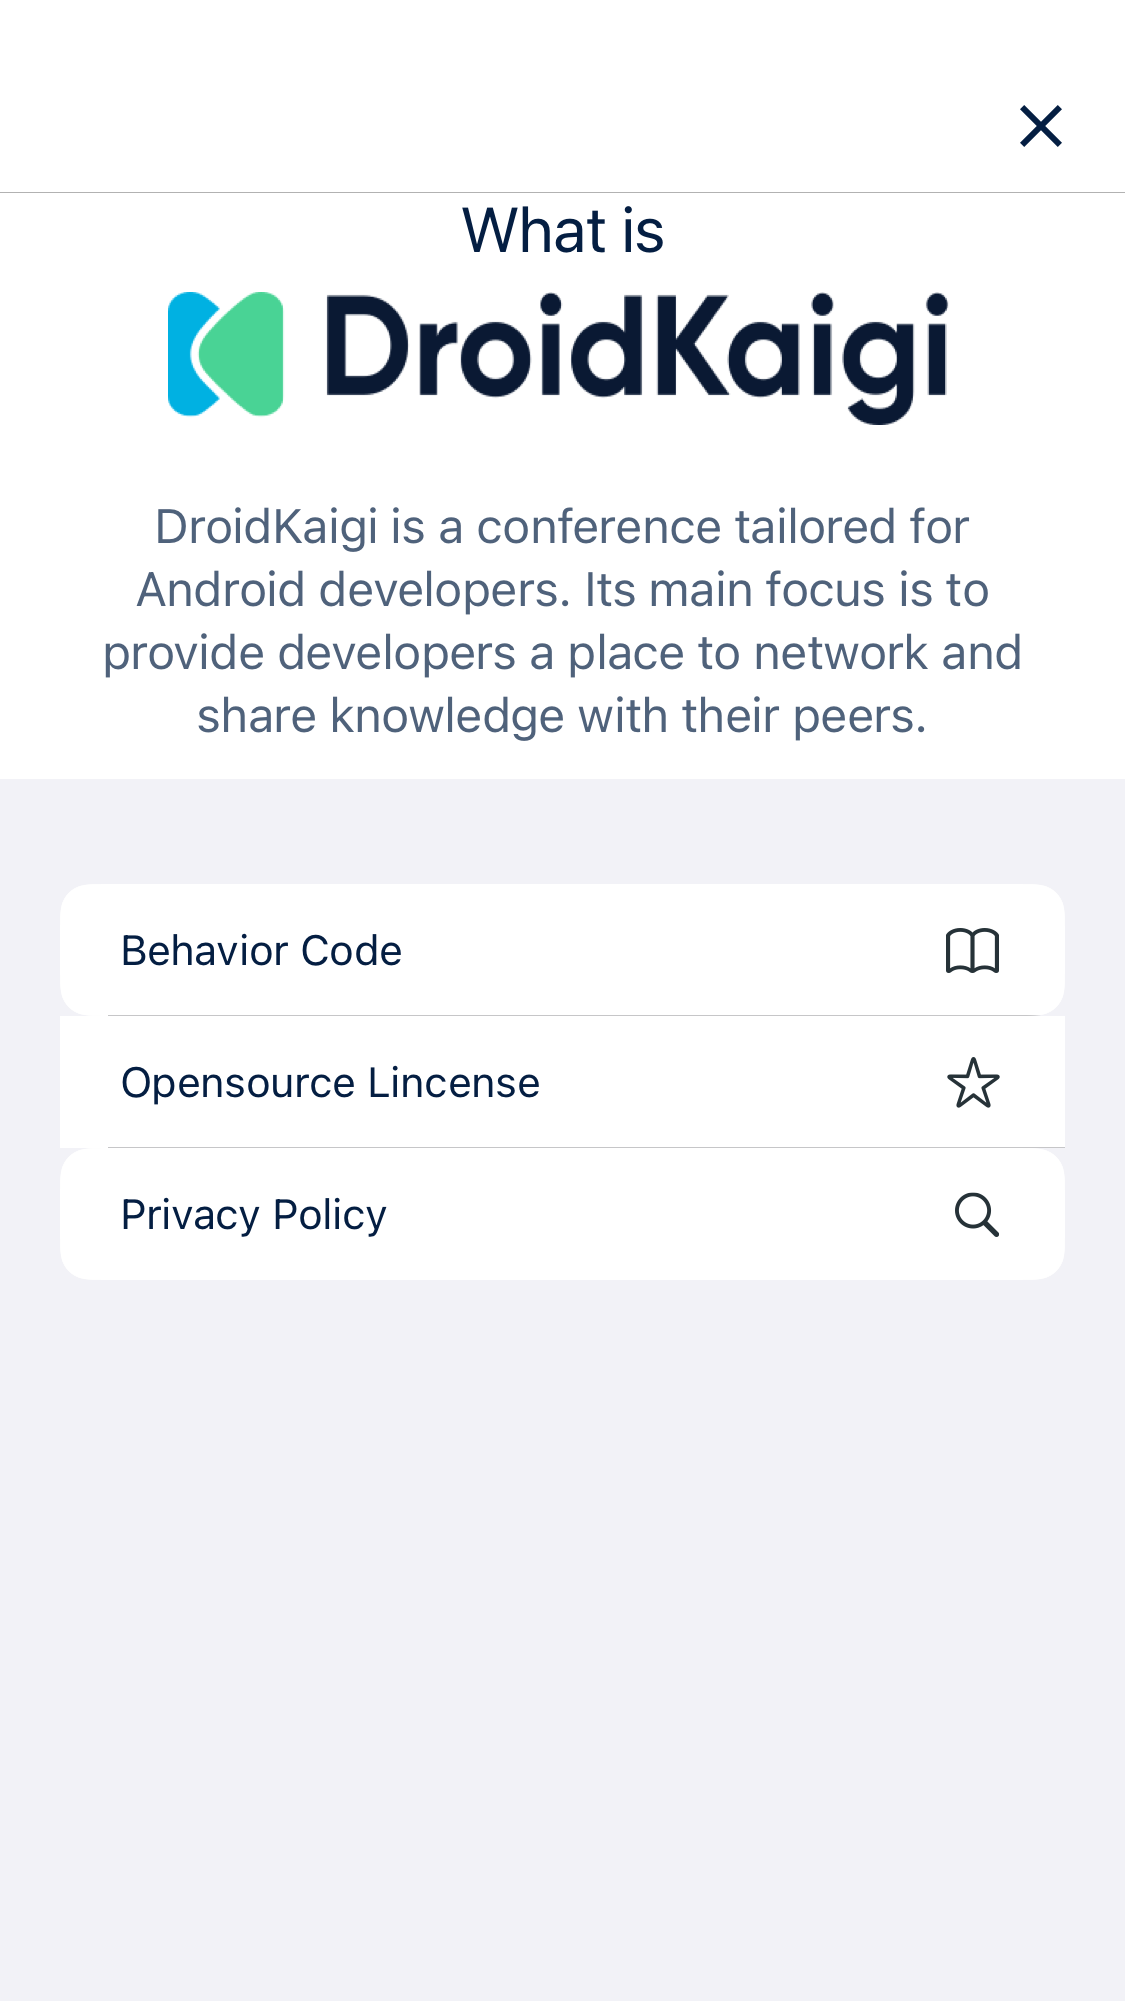 What is
DroidKaigi
DroidKaigi is a conference tailored for
Android developers. Its main focus is to
provide developers a place to network and
share knowledge with their peers.
Behavior Code
Opensource Lincense
Privacy Policy